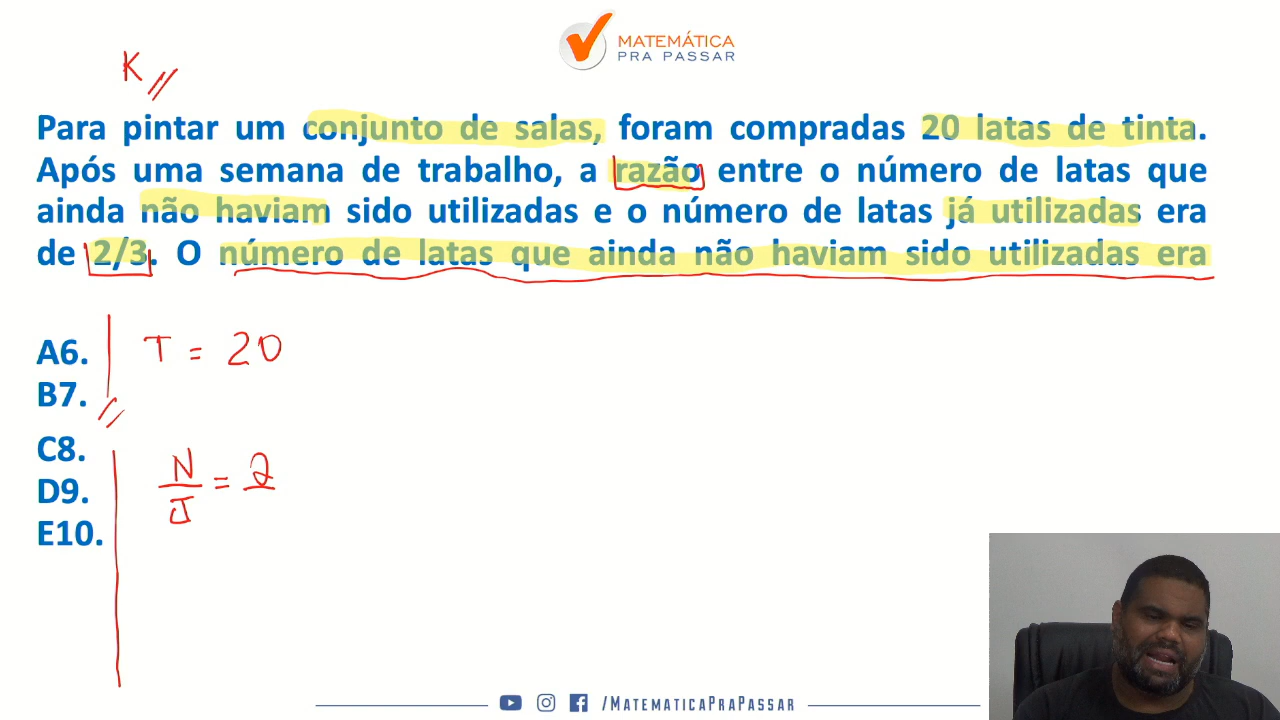 MATEMÁTICA
PRA PASSAR
K
Para pintar um conjunto de salas, foram compradas 20 latas de tinta.
Após uma semana de trabalho, a razão entre o número de latas que
ainda não haviam sido utilizadas e o número de latas já utilizadas era
de 2/3. O número de latas que ainda não haviam sido utilizadas era
A6.
T = 20
B7.
C8.
N/J = 2
D9.
E10.
/MATEMATICAPRAPASSAR